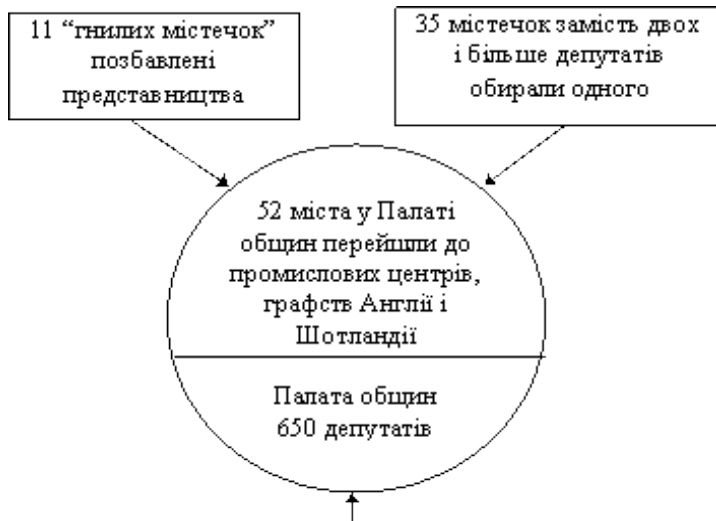 11 “гнилих містечок”
позбавлені
представництва
35 містечок замість двох
і більше депутатів
обирали одного
52 міста у Палаті
общин перейшли до
промислових центрів,
графств Англії і
Шотландії
Палата общин
650 депутатів